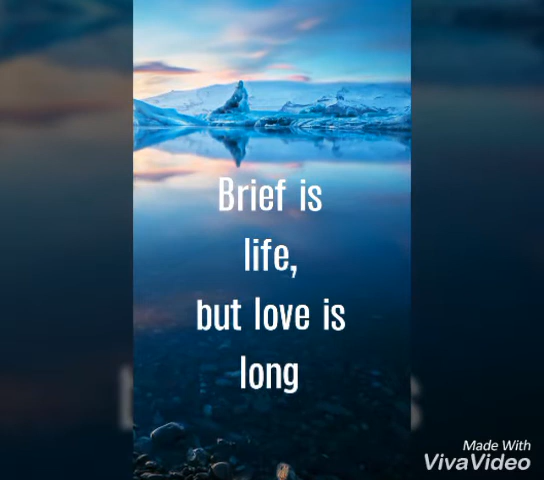 Brief is
life,
but love is
long
Made With
VivaVideo